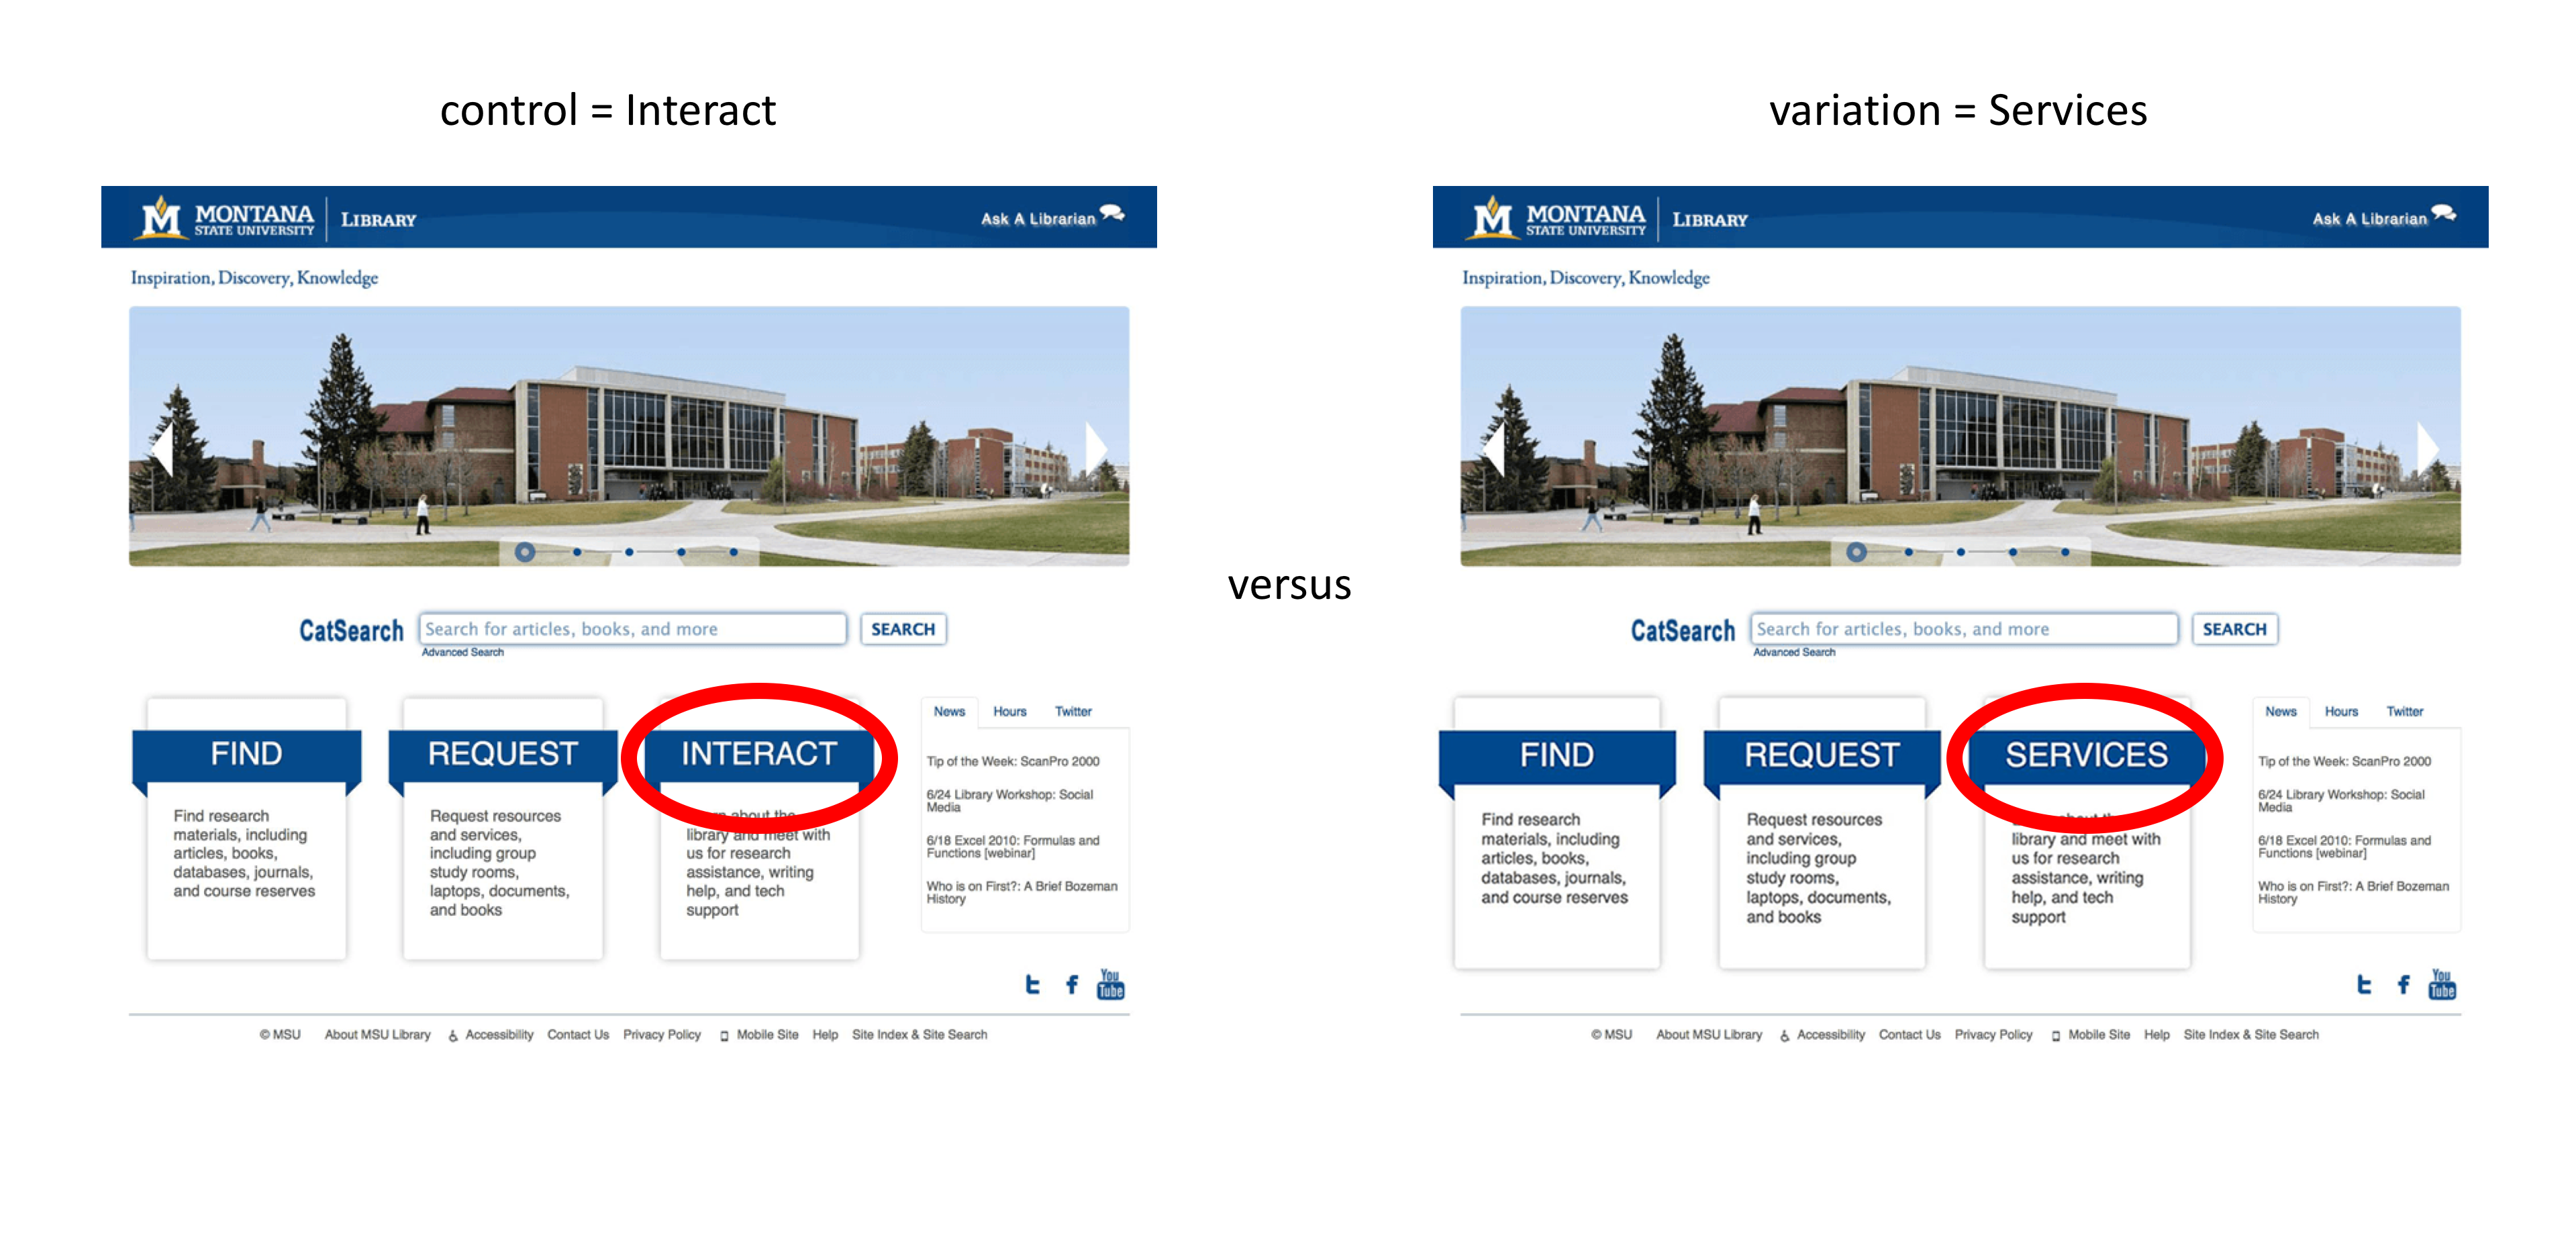 control = Interact
variation = Services
versus
MONTANA
STATE UNIVERSITY
LIBRARY
Ask A Librarian
Inspiration, Discovery, Knowledge
CatSearch
Search for articles, books, and more
SEARCH
Advanced Search
FIND
Find research
materials, including
articles, books,
databases, journals,
and course reserves
REQUEST
Request resources
and services,
including group
study rooms,
laptops, documents,
and books
INTERACT
about the
library and meet with
us for research
assistance, writing
help, and tech
support
News Hours Twitter
Tip of the Week: ScanPro 2000
6/24 Library Workshop: Social
Media
6/18 Excel 2010: Formulas and
Functions [webinar]
Who is on First?: A Brief Bozeman
History
You
Tube
© MSU About MSU Library Accessibility Contact Us Privacy Policy Mobile Site Help Site Index & Site Search
MONTANA
STATE UNIVERSITY
LIBRARY
Ask A Librarian
Inspiration, Discovery, Knowledge
CatSearch
Search for articles, books, and more
SEARCH
Advanced Search
FIND
Find research
materials, including
articles, books,
databases, journals,
and course reserves
REQUEST
Request resources
and services,
including group
study rooms,
laptops, documents,
and books
SERVICES
library and meet with
us for research
assistance, writing
help, and tech
support
News Hours Twitter
Tip of the Week: ScanPro 2000
6/24 Library Workshop: Social
Media
6/18 Excel 2010: Formulas and
Functions [webinar]
Who is on First?: A Brief Bozeman
History
You
Tube
© MSU About MSU Library Accessibility Contact Us Privacy Policy Mobile Site Help Site Index & Site Search